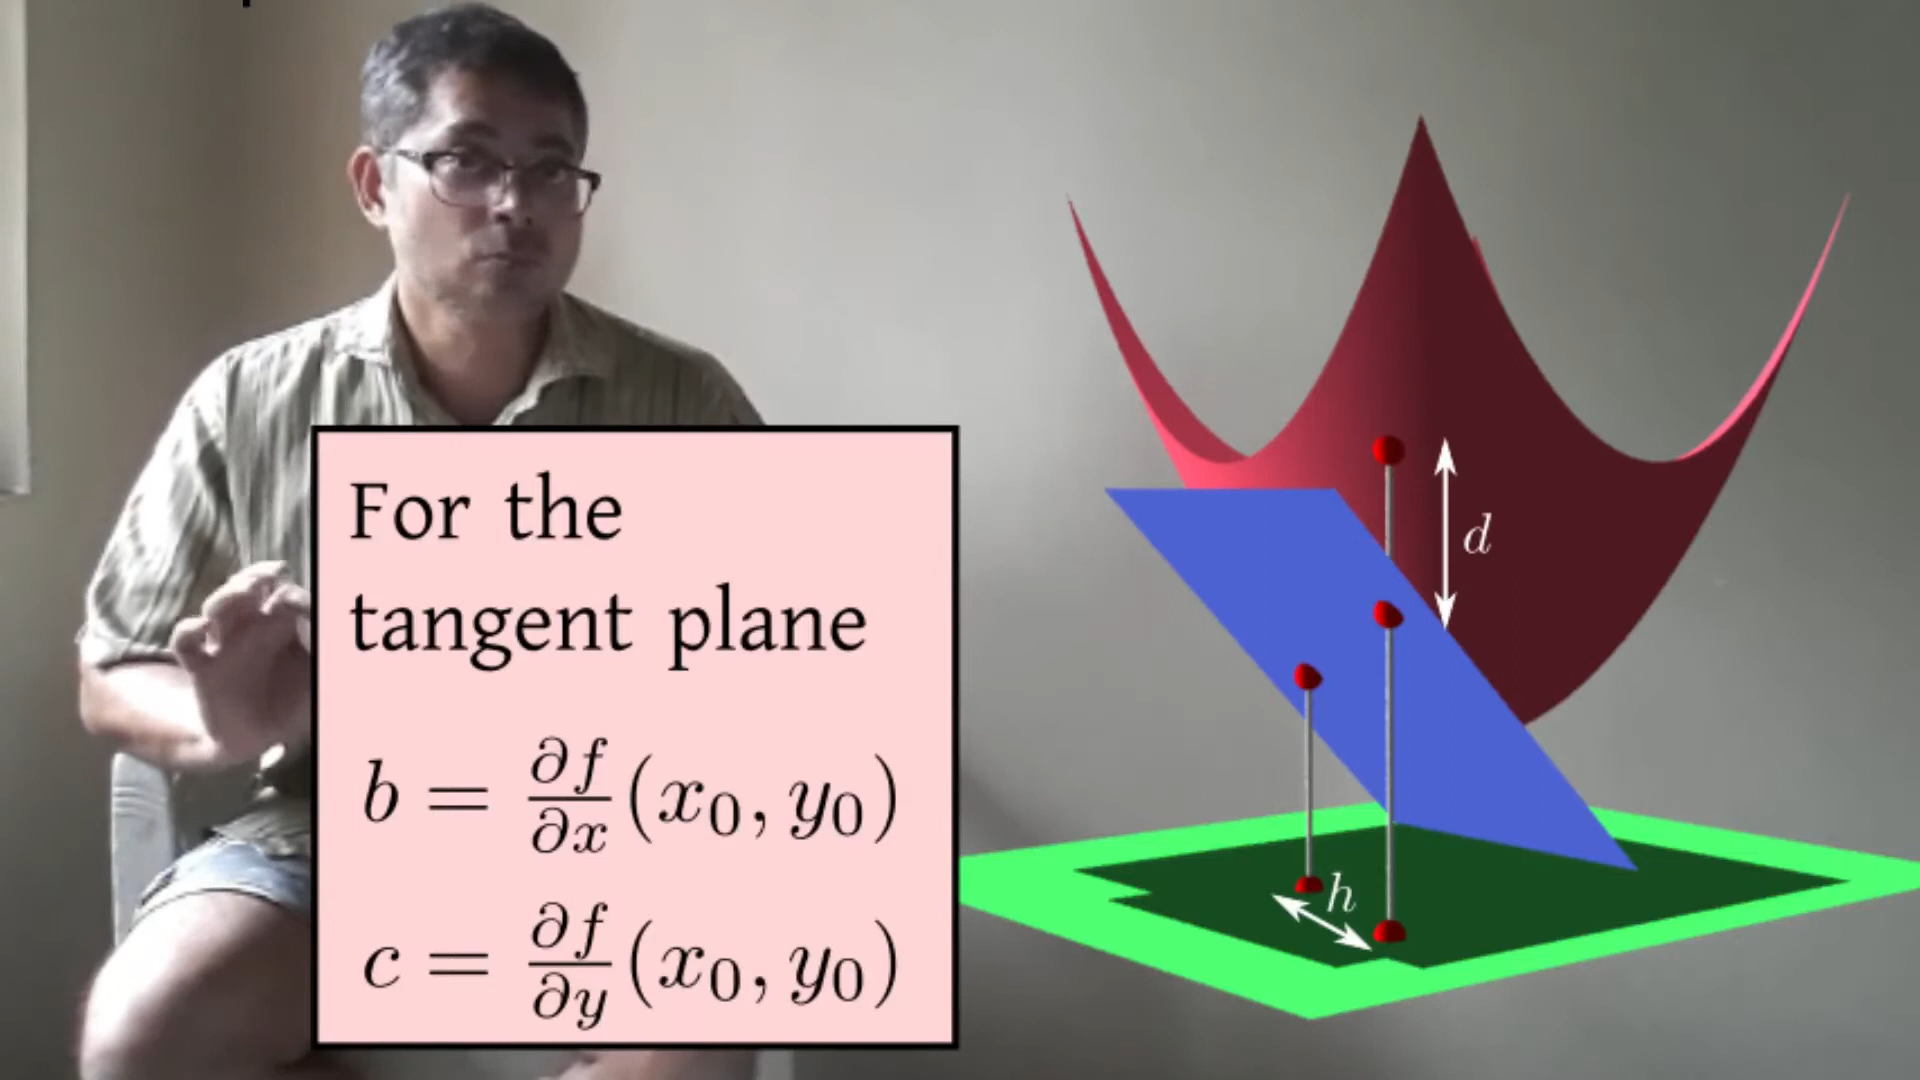 For the
tangent plane
b = ∂f/∂x (x₀, y₀)
c = ∂f/∂y (x₀, y₀)
d
h